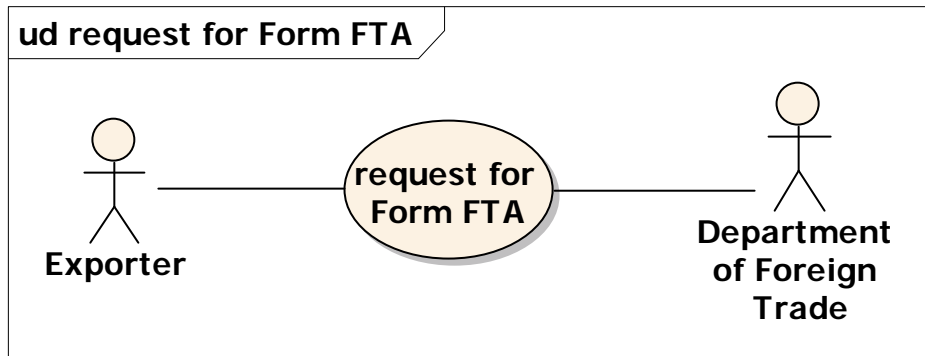 ud request for Form FTA
request for
Form FTA
Exporter
Department
of Foreign
Trade